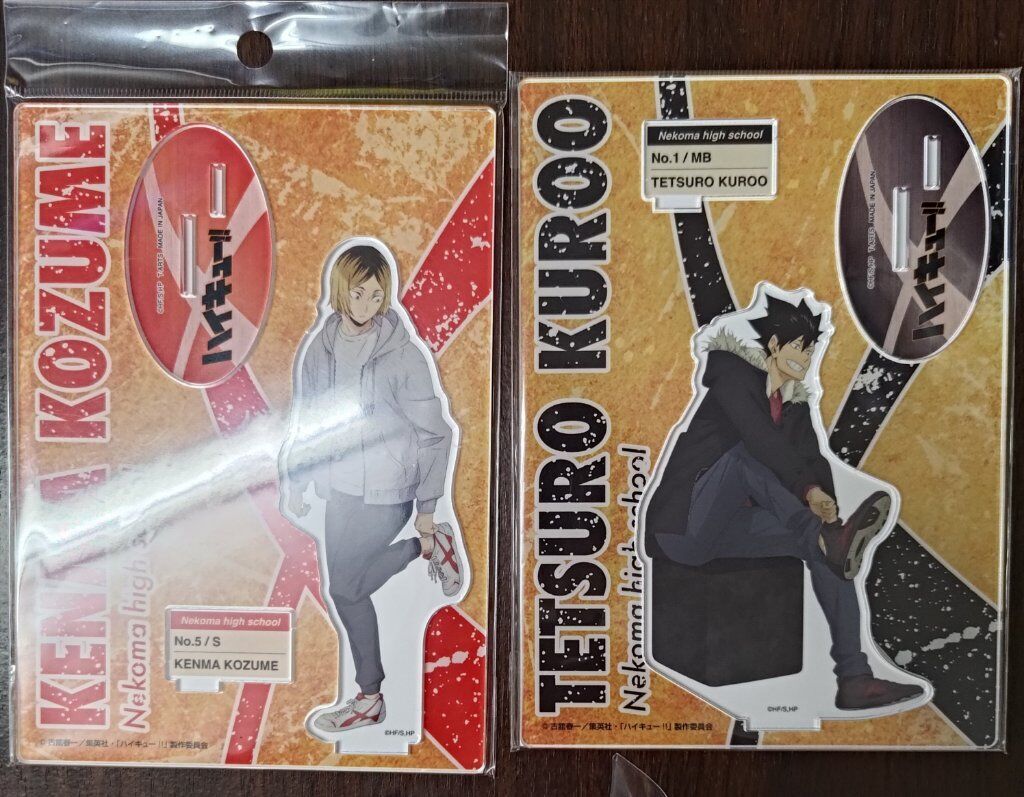 KENMA KOZUME
Nekoma high
©HF/S,HP T-ARTS MADE IN JAPAN
ハイキュー!!
Nekoma high school
No.5 / S
KENMA KOZUME
©HF/S,HP
© 古舘春一／集英社・「ハイキュー!!」製作委員会
TETSURO KUROO
Nekoma high school
Nekoma high school
No.1 / MB
TETSURO KUROO
©HF/S,HP T-ARTS MADE IN JAPAN
ハイキュー!!
©HF/S,HP
© 古舘春一／集英社・「ハイキュー!!」製作委員会